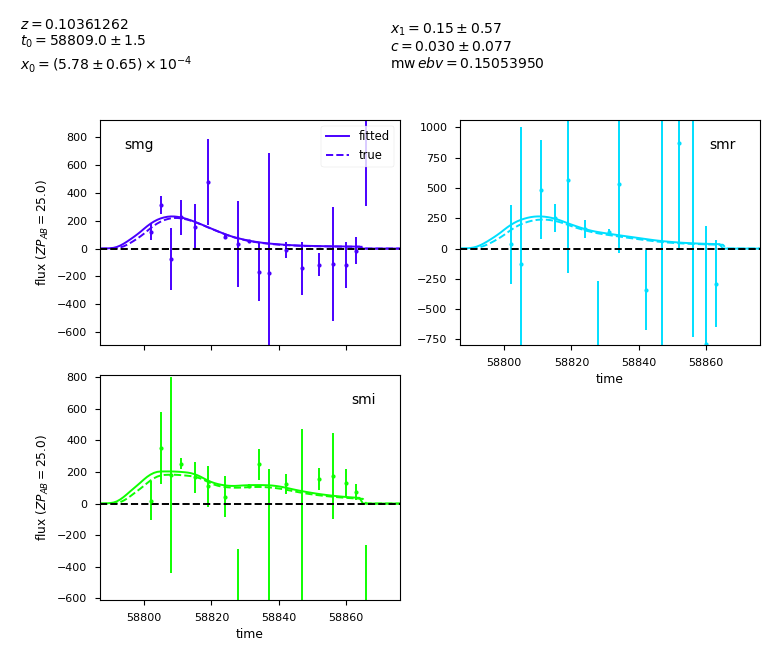 z = 0.10361262
t₀ = 58809.0 ± 1.5
x₀ = (5.78 ± 0.65) × 10⁻⁴
x₁ = 0.15 ± 0.57
c = 0.030 ± 0.077
mw ebv = 0.15053950
smg
fitted
true
800
600
400
200
0
−200
−400
−600
flux (ZP_AB = 25.0)
smr
1000
750
500
250
0
−250
−500
−750
58800 58820 58840 58860
time
smi
800
600
400
200
0
−200
−400
−600
flux (ZP_AB = 25.0)
58800 58820 58840 58860
time